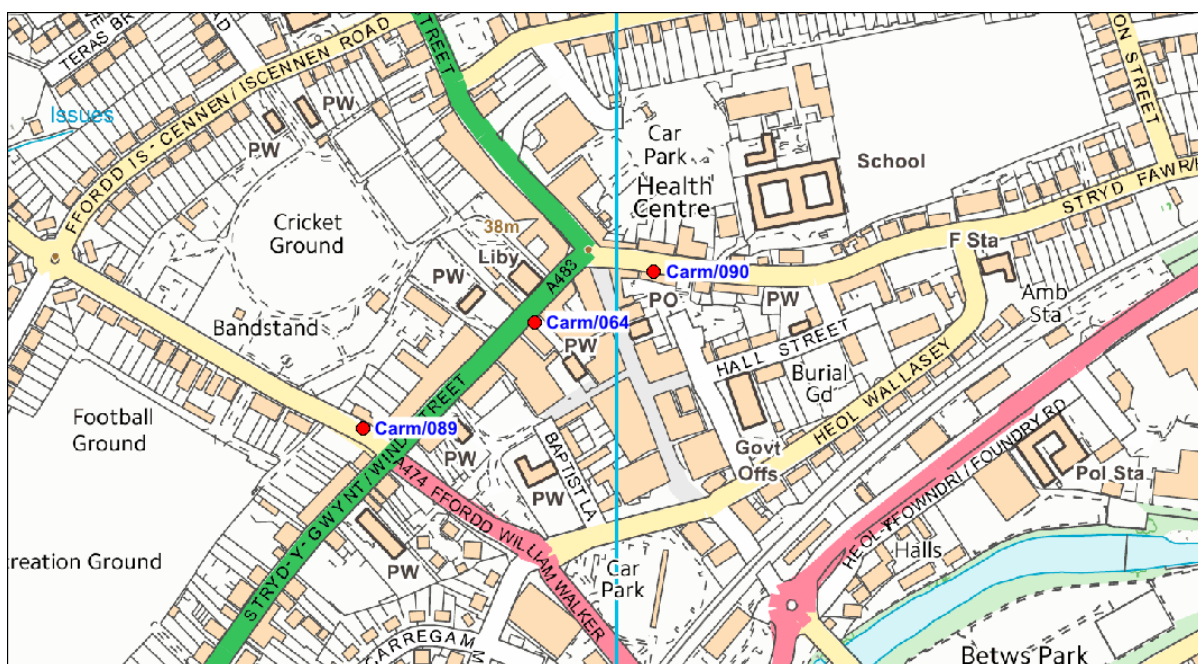 TERAS BR
D
FFORDD IS-CENNEN/ISCENNEN ROAD
Issues
PW
PW
TREET
ON STREET
Car
Park
Health
Centre
School
STRYD FAWR/
Cricket
Ground
38m
Liby
A483
F Sta
Carm/090
PO
PW
Amb
Sta
PW
Bandstand
Carm/064
PW
HALL STREET
Burial
Gd
HEOL WALLASEY
Football
Ground
Carm/089
STRYD-Y-GWYNT/WIND STREET
A474 FFORDD WILLIAM WALKER
PW
BAPTIST LA
PW
Govt
Offs
HEOL-FFOWNDRI/FOUNDRY RD
Pol Sta
reation Ground
PW
Car
Park
Halls
CARREGAM
Betws Park